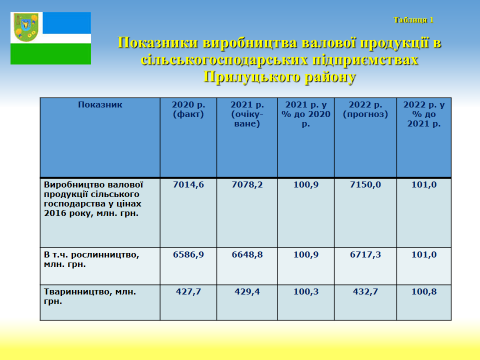 Таблиця 1
Показники виробництва валової продукції в
сільськогосподарських підприємствах
Прилуцького району
Показник 2020 р. 2021 р. 2021 р. у 2022 р. 2022 р. у
(факт) (очіку- % до 2020 (прогноз) % до
ване) р. 2021 р.
Виробництво валової 7014,6 7078,2 100,9 7150,0 101,0
продукції сільського
господарства у цінах
2016 року, млн. грн.
В т.ч. рослинництво, 6586,9 6648,8 100,9 6717,3 101,0
млн. грн.
Тваринництво, млн. 427,7 429,4 100,3 432,7 100,8
грн.